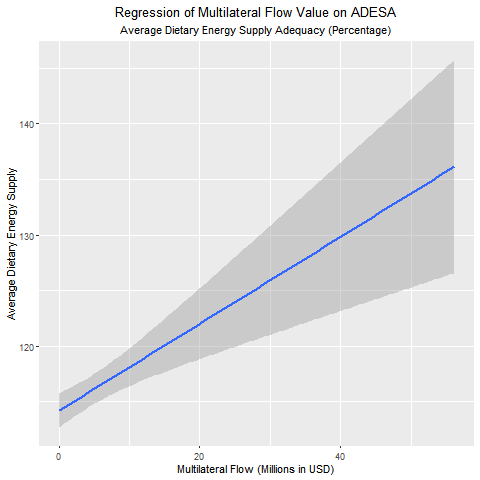 Regression of Multilateral Flow Value on ADESA
Average Dietary Energy Supply Adequacy (Percentage)
Average Dietary Energy Supply
140
130
120
0
20
40
Multilateral Flow (Millions in USD)